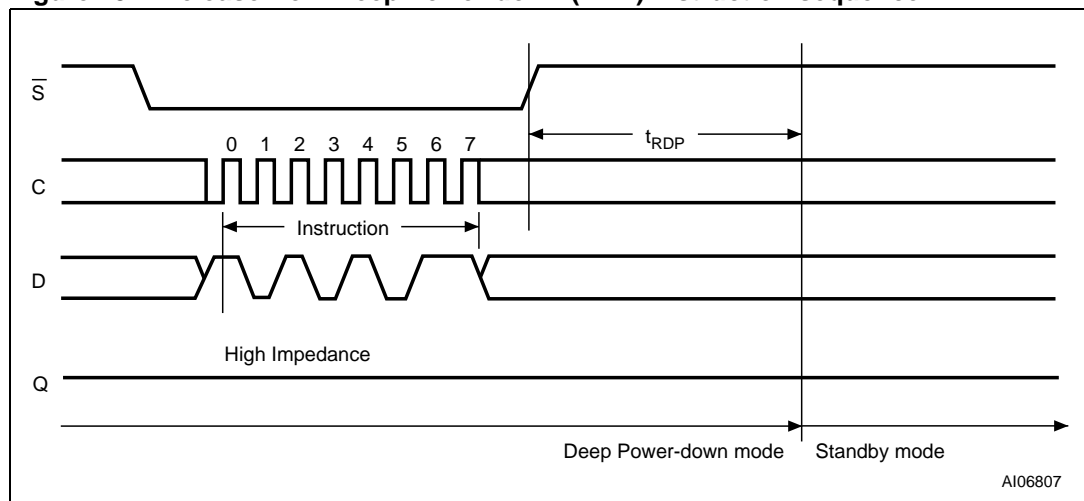 S
tRDP
0 1 2 3 4 5 6 7
C
Instruction
D
High Impedance
Q
Deep Power-down mode Standby mode
AI06807